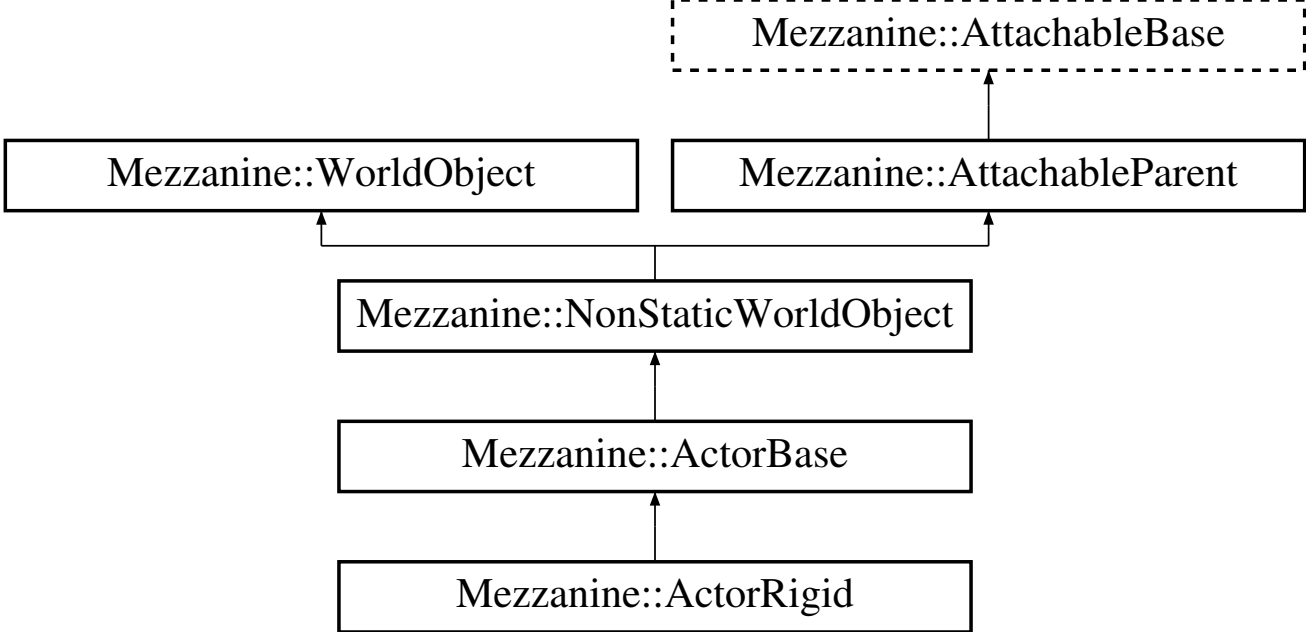 Mezzanine::AttachableBase
Mezzanine::WorldObject
Mezzanine::AttachableParent
Mezzanine::NonStaticWorldObject
Mezzanine::ActorBase
Mezzanine::ActorRigid